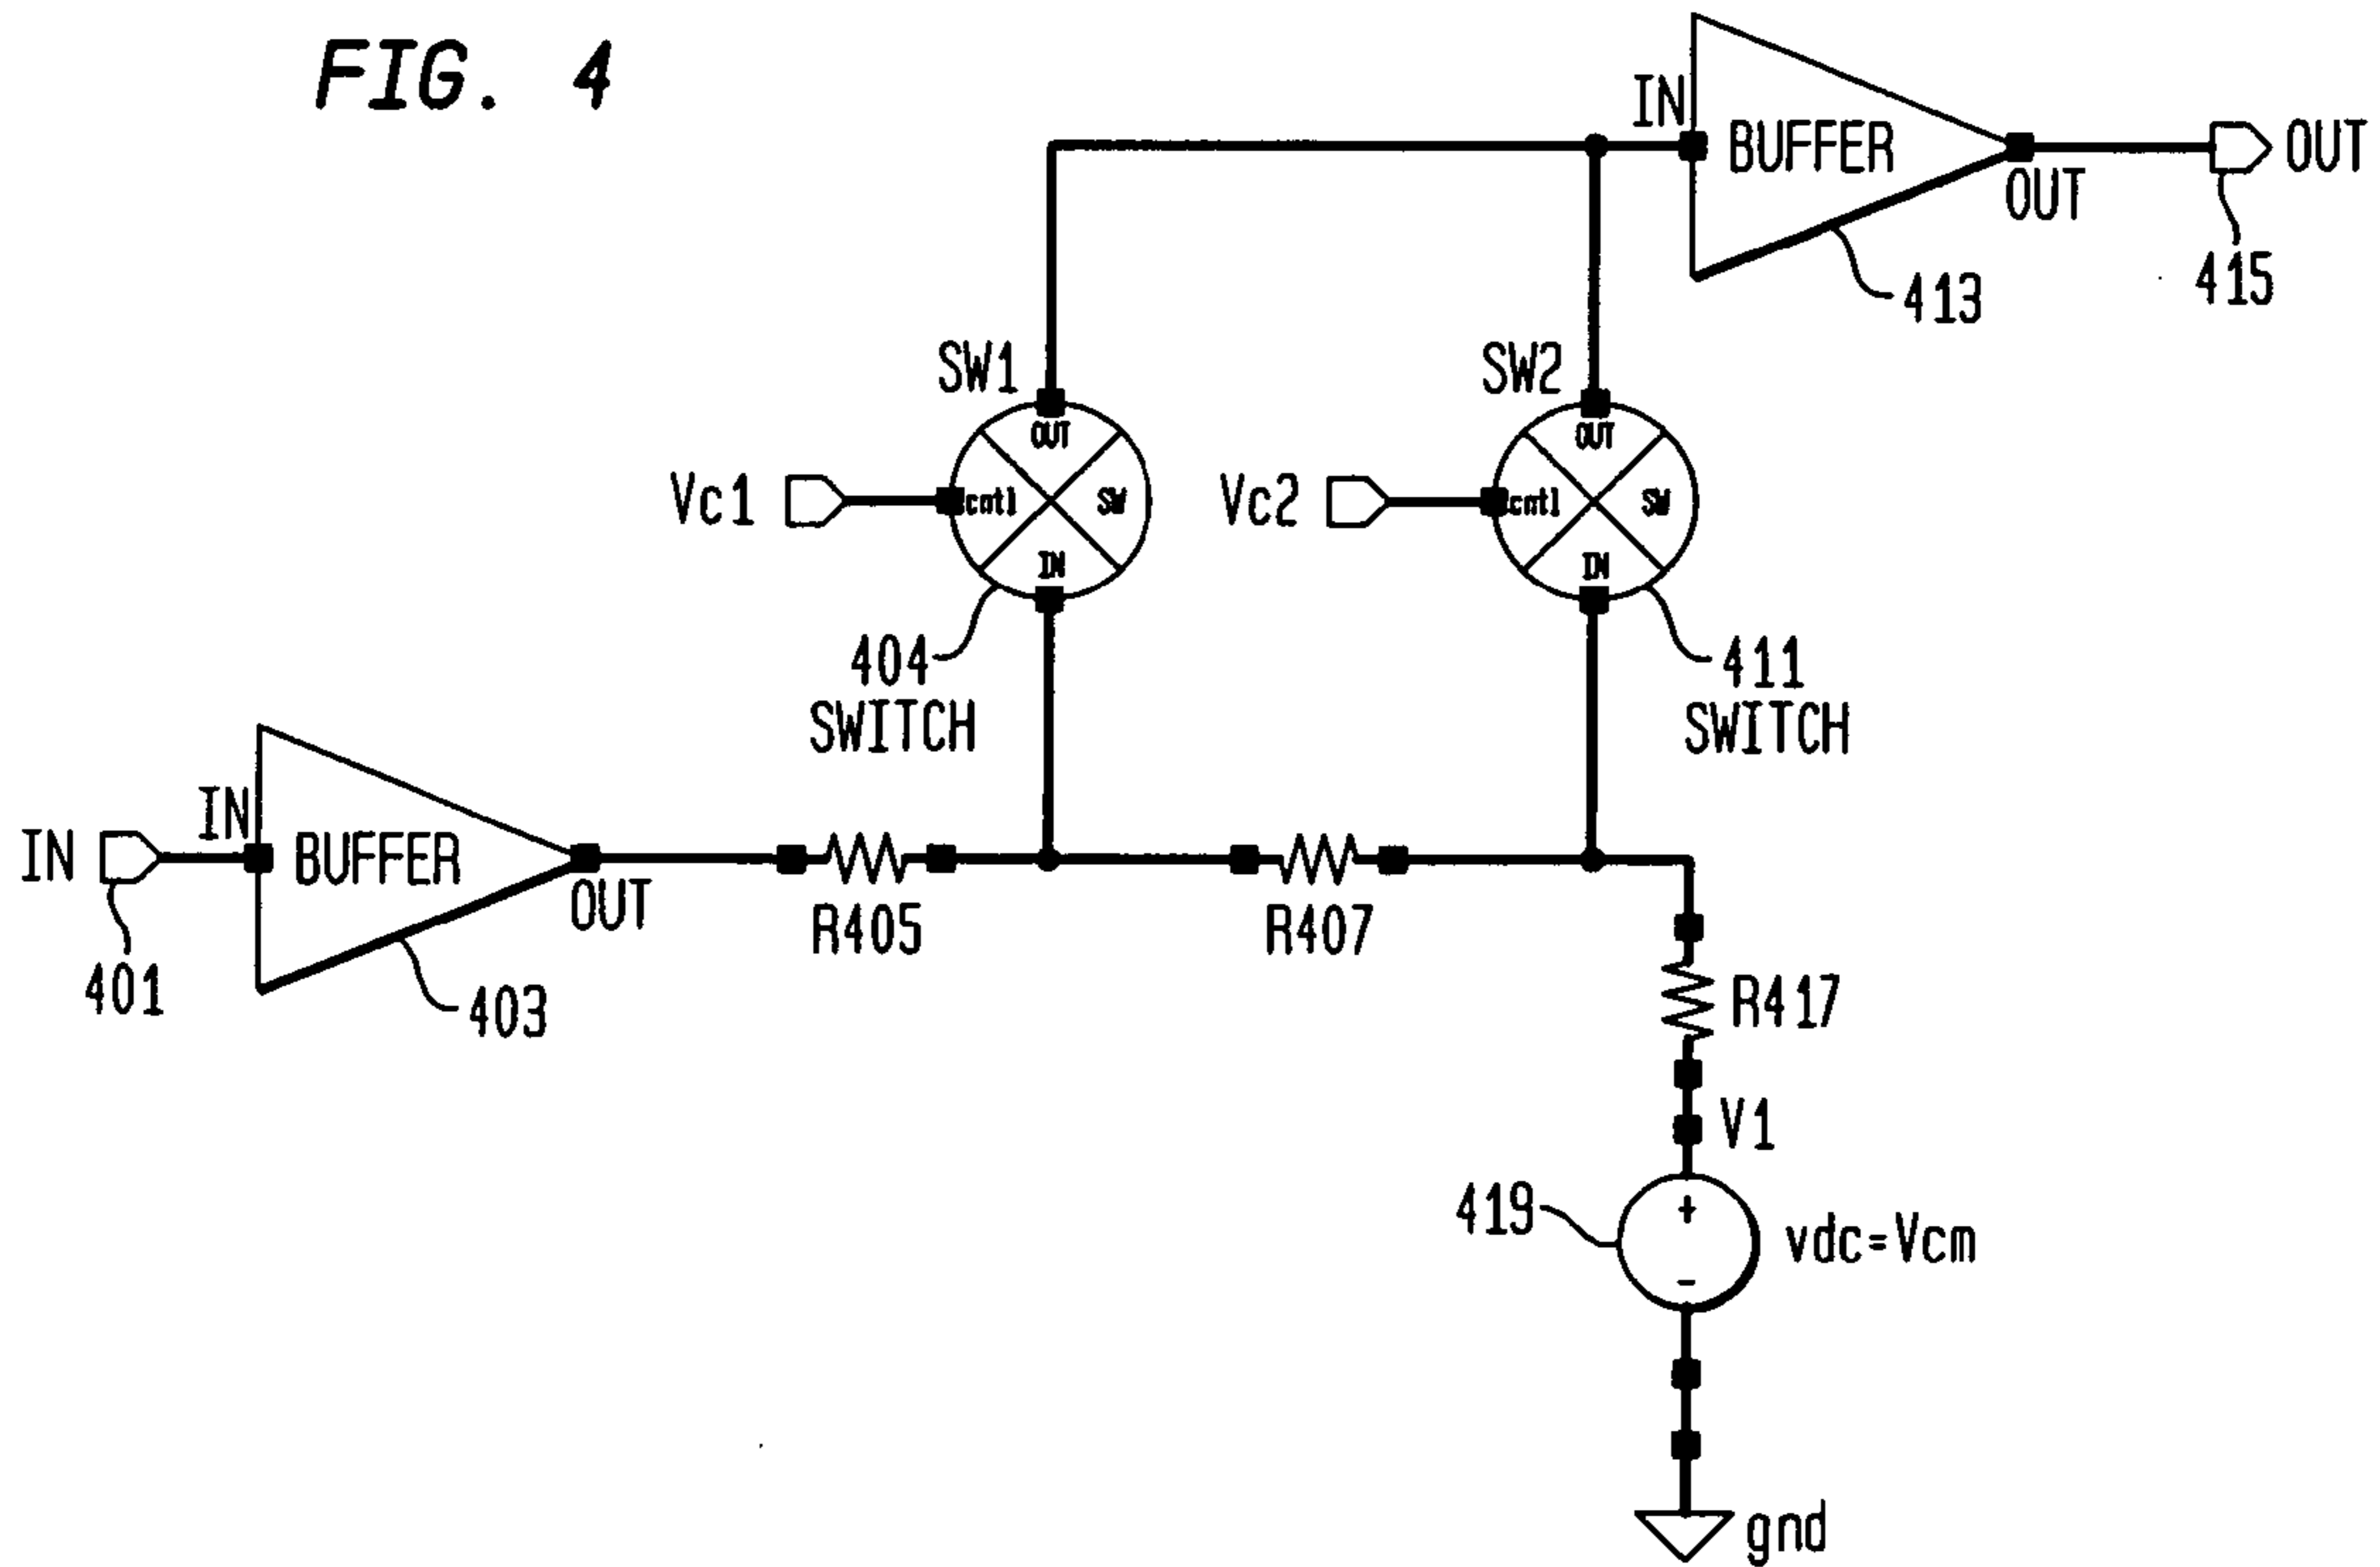 FIG. 4
IN
BUFFER
OUT
OUT
413
415
SW1
SW2
OUT
OUT
Vc1
cntl
SW
Vc2
cntl
SW
IN
IN
404
SWITCH
411
SWITCH
IN
IN
BUFFER
OUT
401
403
R405
R407
R417
V1
419
+
-
vdc=Vcm
gnd